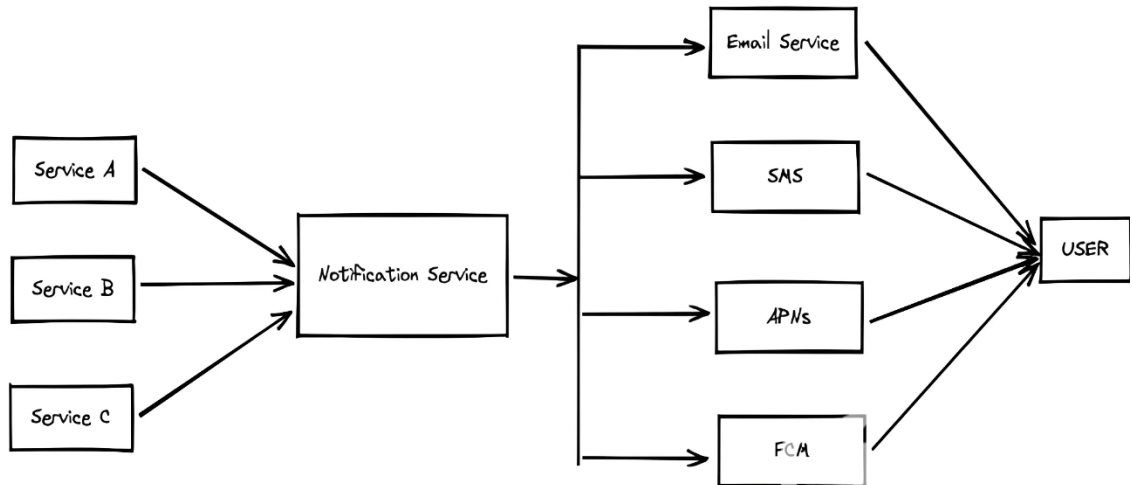 Email Service
Service A
SMS
USER
Notification Service
Service B
APNs
Service C
FCM